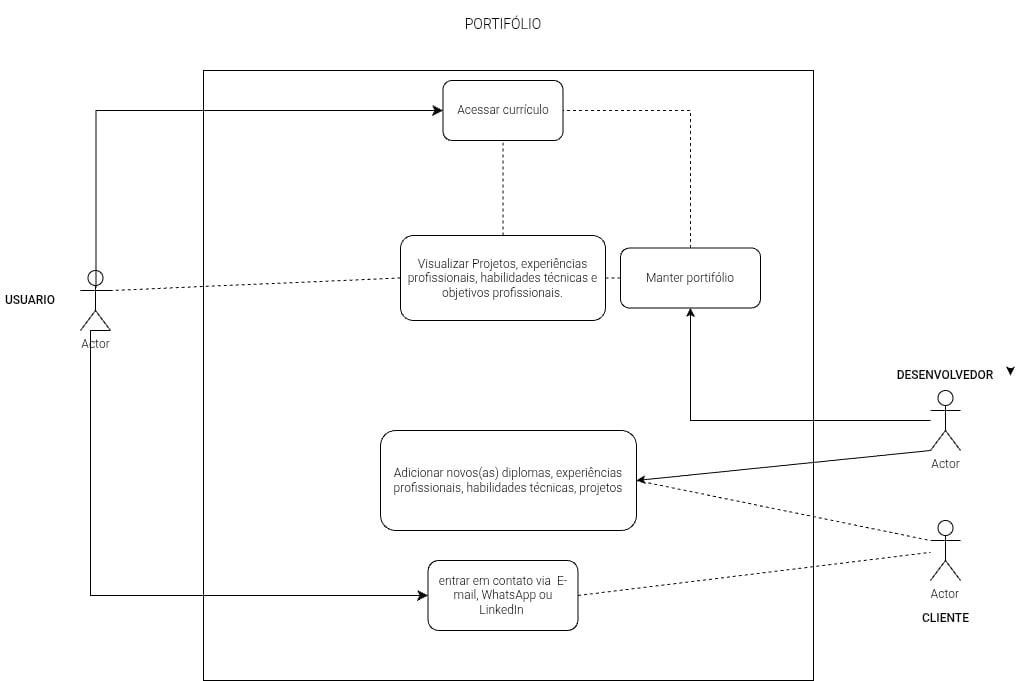 PORTIFÓLIO
Acessar currículo
Visualizar Projetos, experiências
profissionais, habilidades técnicas e
objetivos profissionais.
Manter portifólio
USUARIO
Actor
DESENVOLVEDOR
Actor
Adicionar novos(as) diplomas, experiências
profissionais, habilidades técnicas, projetos
entrar em contato via E-
mail, WhatsApp ou
LinkedIn
Actor
CLIENTE